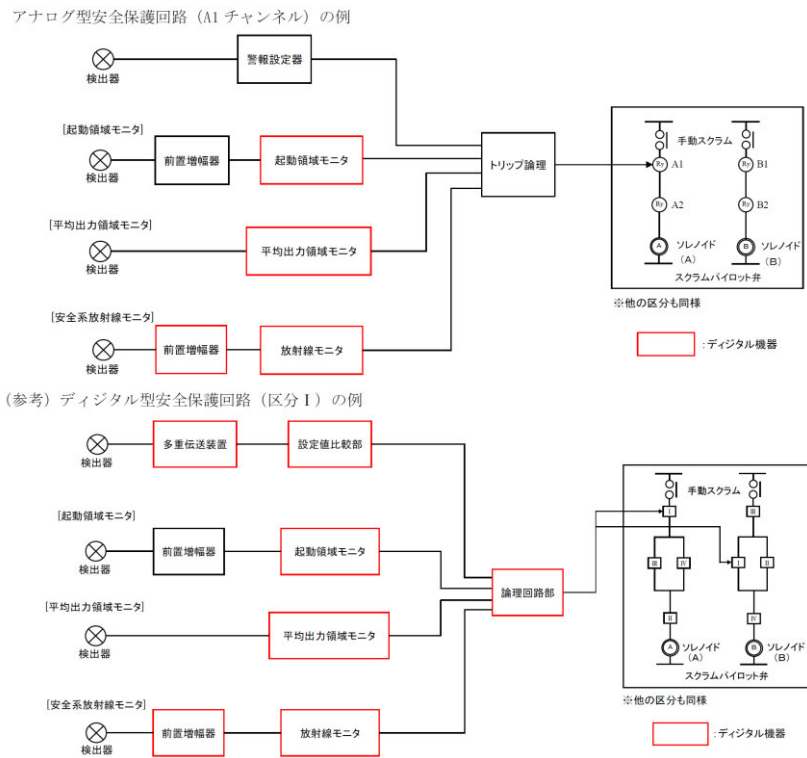 アナログ型安全保護回路（A1 チャンネル）の例
検出器
警報設定器
[起動領域モニタ]
検出器
前置増幅器
起動領域モニタ
[平均出力領域モニタ]
検出器
平均出力領域モニタ
[安全系放射線モニタ]
検出器
前置増幅器
放射線モニタ
トリップ論理
手動スクラム
Ry A1
Ry B1
Ry A2
Ry B2
A ソレノイド
（A）
B ソレノイド
（B）
スクラムパイロット弁
※他の区分も同様
：ディジタル機器
（参考）ディジタル型安全保護回路（区分Ⅰ）の例
検出器
多重伝送装置
設定値比較部
[起動領域モニタ]
検出器
前置増幅器
起動領域モニタ
[平均出力領域モニタ]
検出器
平均出力領域モニタ
[安全系放射線モニタ]
検出器
前置増幅器
放射線モニタ
論理回路部
手動スクラム
Ⅰ
Ⅲ
Ⅲ
Ⅳ
Ⅰ
Ⅱ
Ⅱ
Ⅳ
A ソレノイド
（A）
B ソレノイド
（B）
スクラムパイロット弁
※他の区分も同様
：ディジタル機器